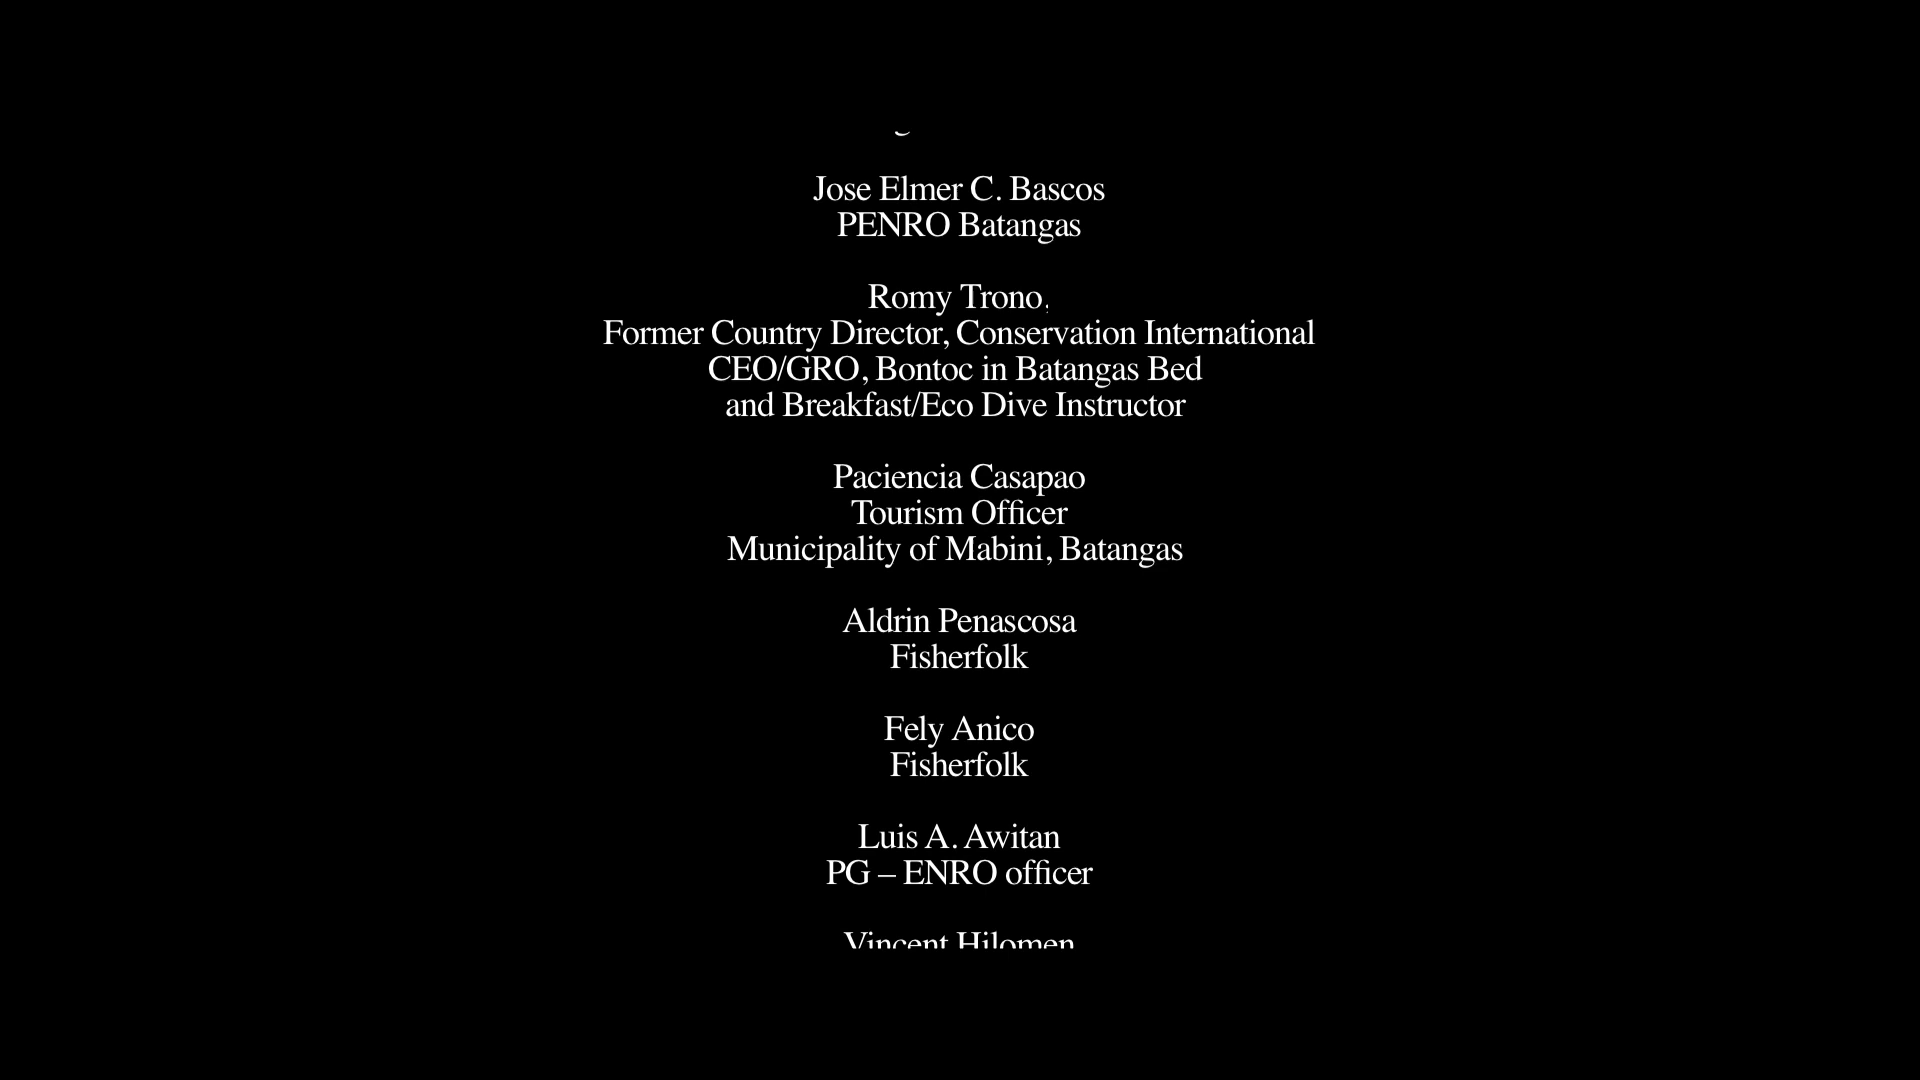 Jose Elmer C. Bascos
PENRO Batangas
Romy Trono,
Former Country Director, Conservation International
CEO/GRO, Bontoc in Batangas Bed
and Breakfast/Eco Dive Instructor
Paciencia Casapao
Tourism Officer
Municipality of Mabini, Batangas
Aldrin Penascosa
Fisherfolk
Fely Anico
Fisherfolk
Luis A. Awitan
PG – ENRO officer
Vincent Hilomen